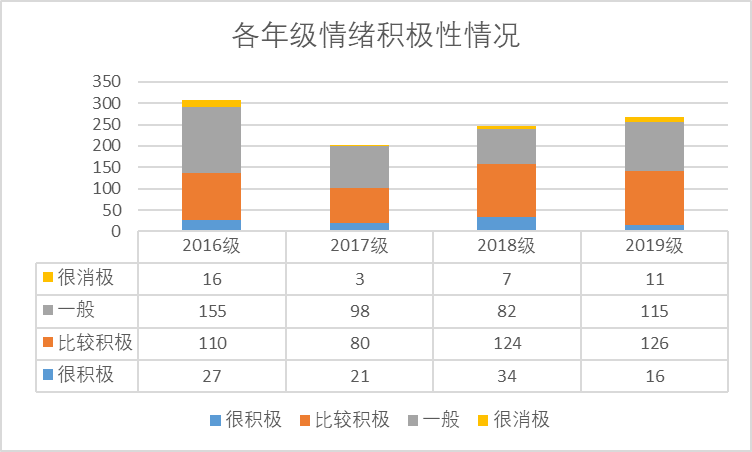 各年级情绪积极性情况
350
300
250
200
150
100
50
0
2016级 2017级 2018级 2019级
很消极 16 3 7 11
一般 155 98 82 115
比较积极 110 80 124 126
很积极 27 21 34 16
很积极 比较积极 一般 很消极